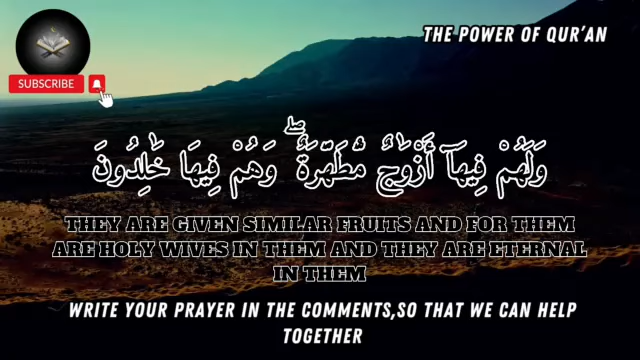 THE POWER OF QUR'AN
SUBSCRIBE
وَلَهُمْ فِيهَآ أَزْوَٰجٌ مُّطَهَّرَةٌ ۖ وَهُمْ فِيهَا خَٰلِدُونَ
THEY ARE GIVEN SIMILAR FRUITS AND FOR THEM
ARE HOLY WIVES IN THEM AND THEY ARE ETERNAL
IN THEM
WRITE YOUR PRAYER IN THE COMMENTS,SO THAT WE CAN HELP
TOGETHER